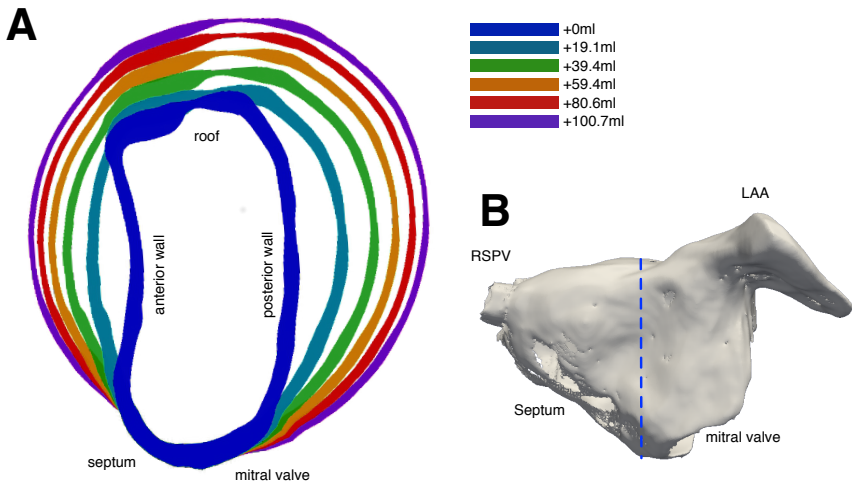 A
roof
anterior wall
posterior wall
septum
mitral valve
+0ml
+19.1ml
+39.4ml
+59.4ml
+80.6ml
+100.7ml
B
LAA
RSPV
Septum
mitral valve